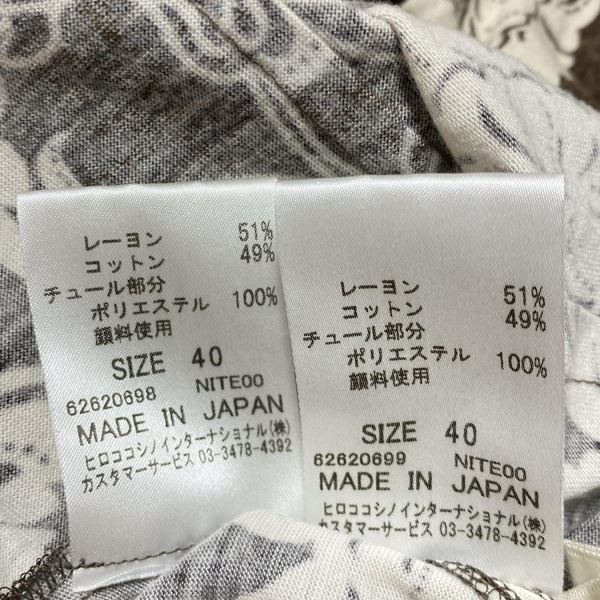 レーヨン 51%
コットン 49%
チュール部分
ポリエステル 100%
顔料使用
SIZE 40
62620698 NITE00
MADE IN JAPAN
ヒロココシノインターナショナル(株)
カスタマーサービス 03-3478-4392
レーヨン 51%
コットン 49%
チュール部分
ポリエステル 100%
顔料使用
SIZE 40
62620699 NITE00
MADE IN JAPAN
ヒロココシノインターナショナル(株)
カスタマーサービス 03-3478-4392